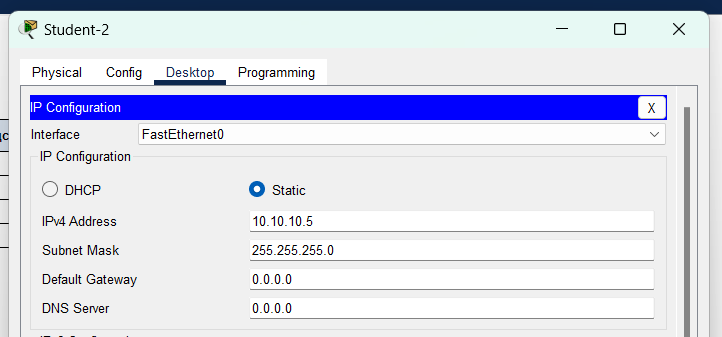 Student-2
Physical Config Desktop Programming
IP Configuration X
Interface FastEthernet0
IP Configuration
DHCP Static
IPv4 Address 10.10.10.5
Subnet Mask 255.255.255.0
Default Gateway 0.0.0.0
DNS Server 0.0.0.0